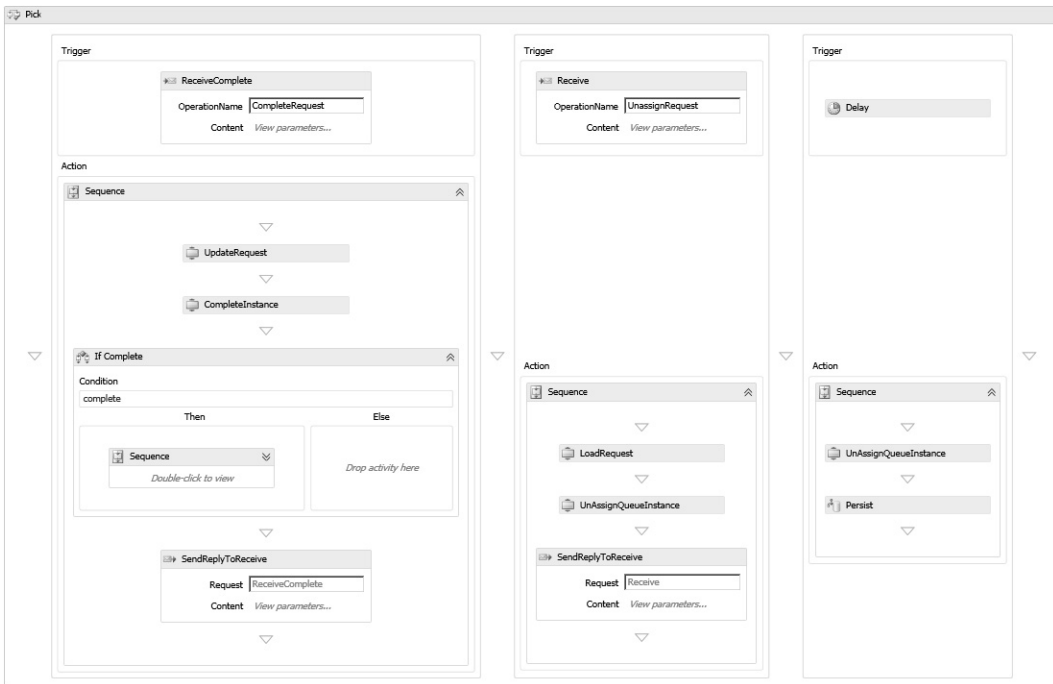 Pick
Trigger
ReceiveComplete
OperationName CompleteRequest
Content View parameters...
Action
Sequence
UpdateRequest
CompleteInstance
If Complete
Condition
complete
Then Else
Sequence
Double-click to view
Drop activity here
SendReplyToReceive
Request ReceiveComplete
Content View parameters...
Trigger
Receive
OperationName UnassignRequest
Content View parameters...
Action
Sequence
LoadRequest
UnAssignQueueInstance
SendReplyToReceive
Request Receive
Content View parameters...
Trigger
Delay
Action
Sequence
UnAssignQueueInstance
Persist